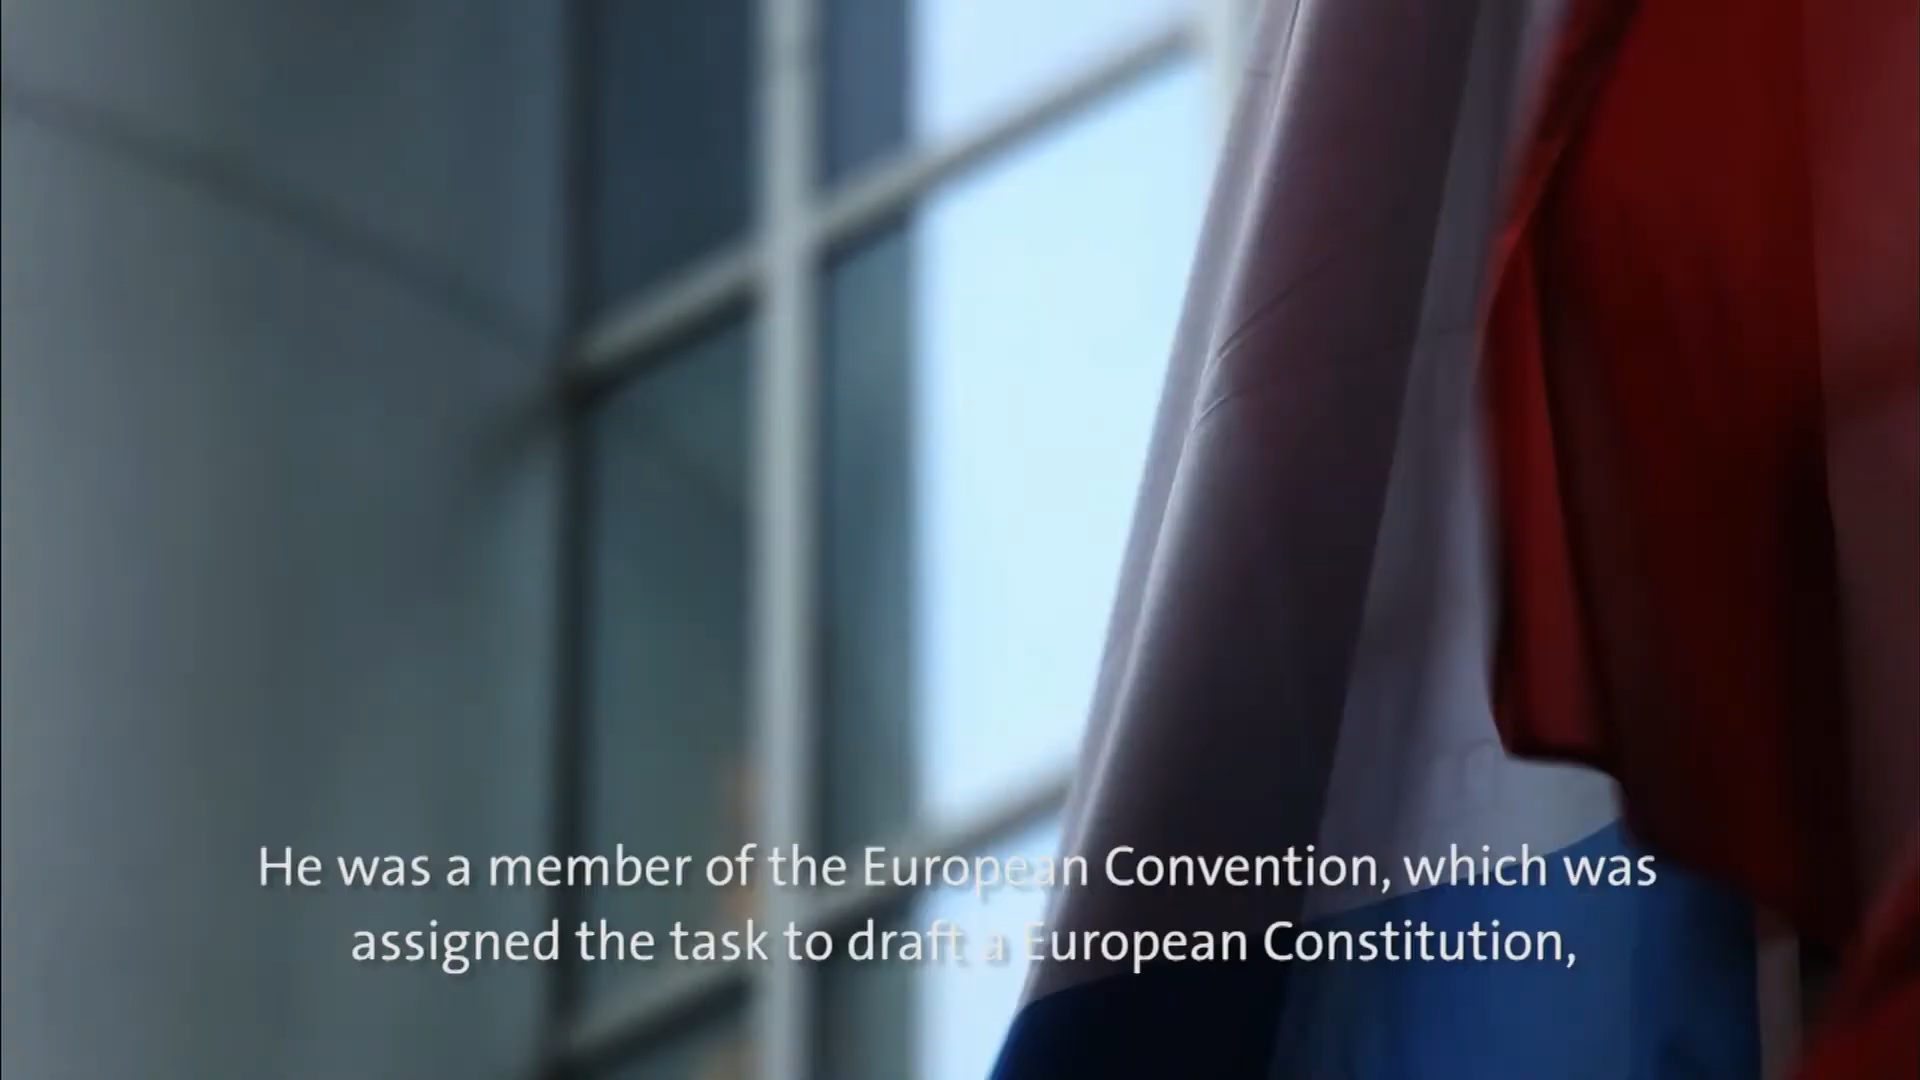 He was a member of the European Convention, which was
assigned the task to draft a European Constitution,